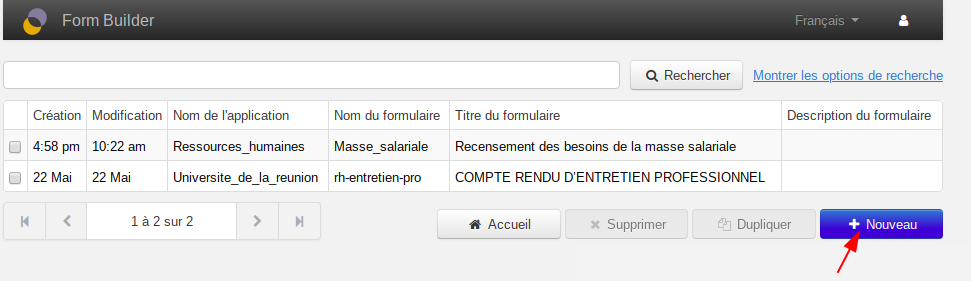 Form Builder Français
Rechercher Montrer les options de recherche
Création Modification Nom de l'application Nom du formulaire Titre du formulaire Description du formulaire
4:58 pm 10:22 am Ressources_humaines Masse_salariale Recensement des besoins de la masse salariale
22 Mai 22 Mai Universite_de_la_reunion rh-entretien-pro COMPTE RENDU D'ENTRETIEN PROFESSIONNEL
1 à 2 sur 2 Accueil Supprimer Dupliquer Nouveau